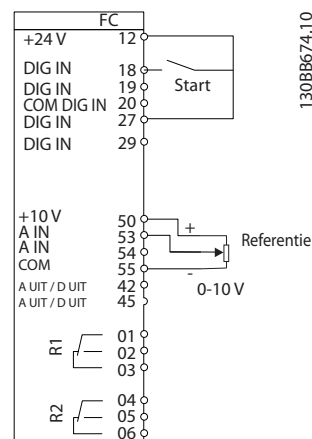 FC
+24 V 12
DIG IN 18
DIG IN 19
COM DIG IN 20
DIG IN 27
DIG IN 29
Start
130BB674.10
+10 V 50
A IN 53
A IN 54
COM 55
A UIT / D UIT 42
A UIT / D UIT 45
+
-
Referentie
0-10 V
R1
01
02
03
R2
04
05
06